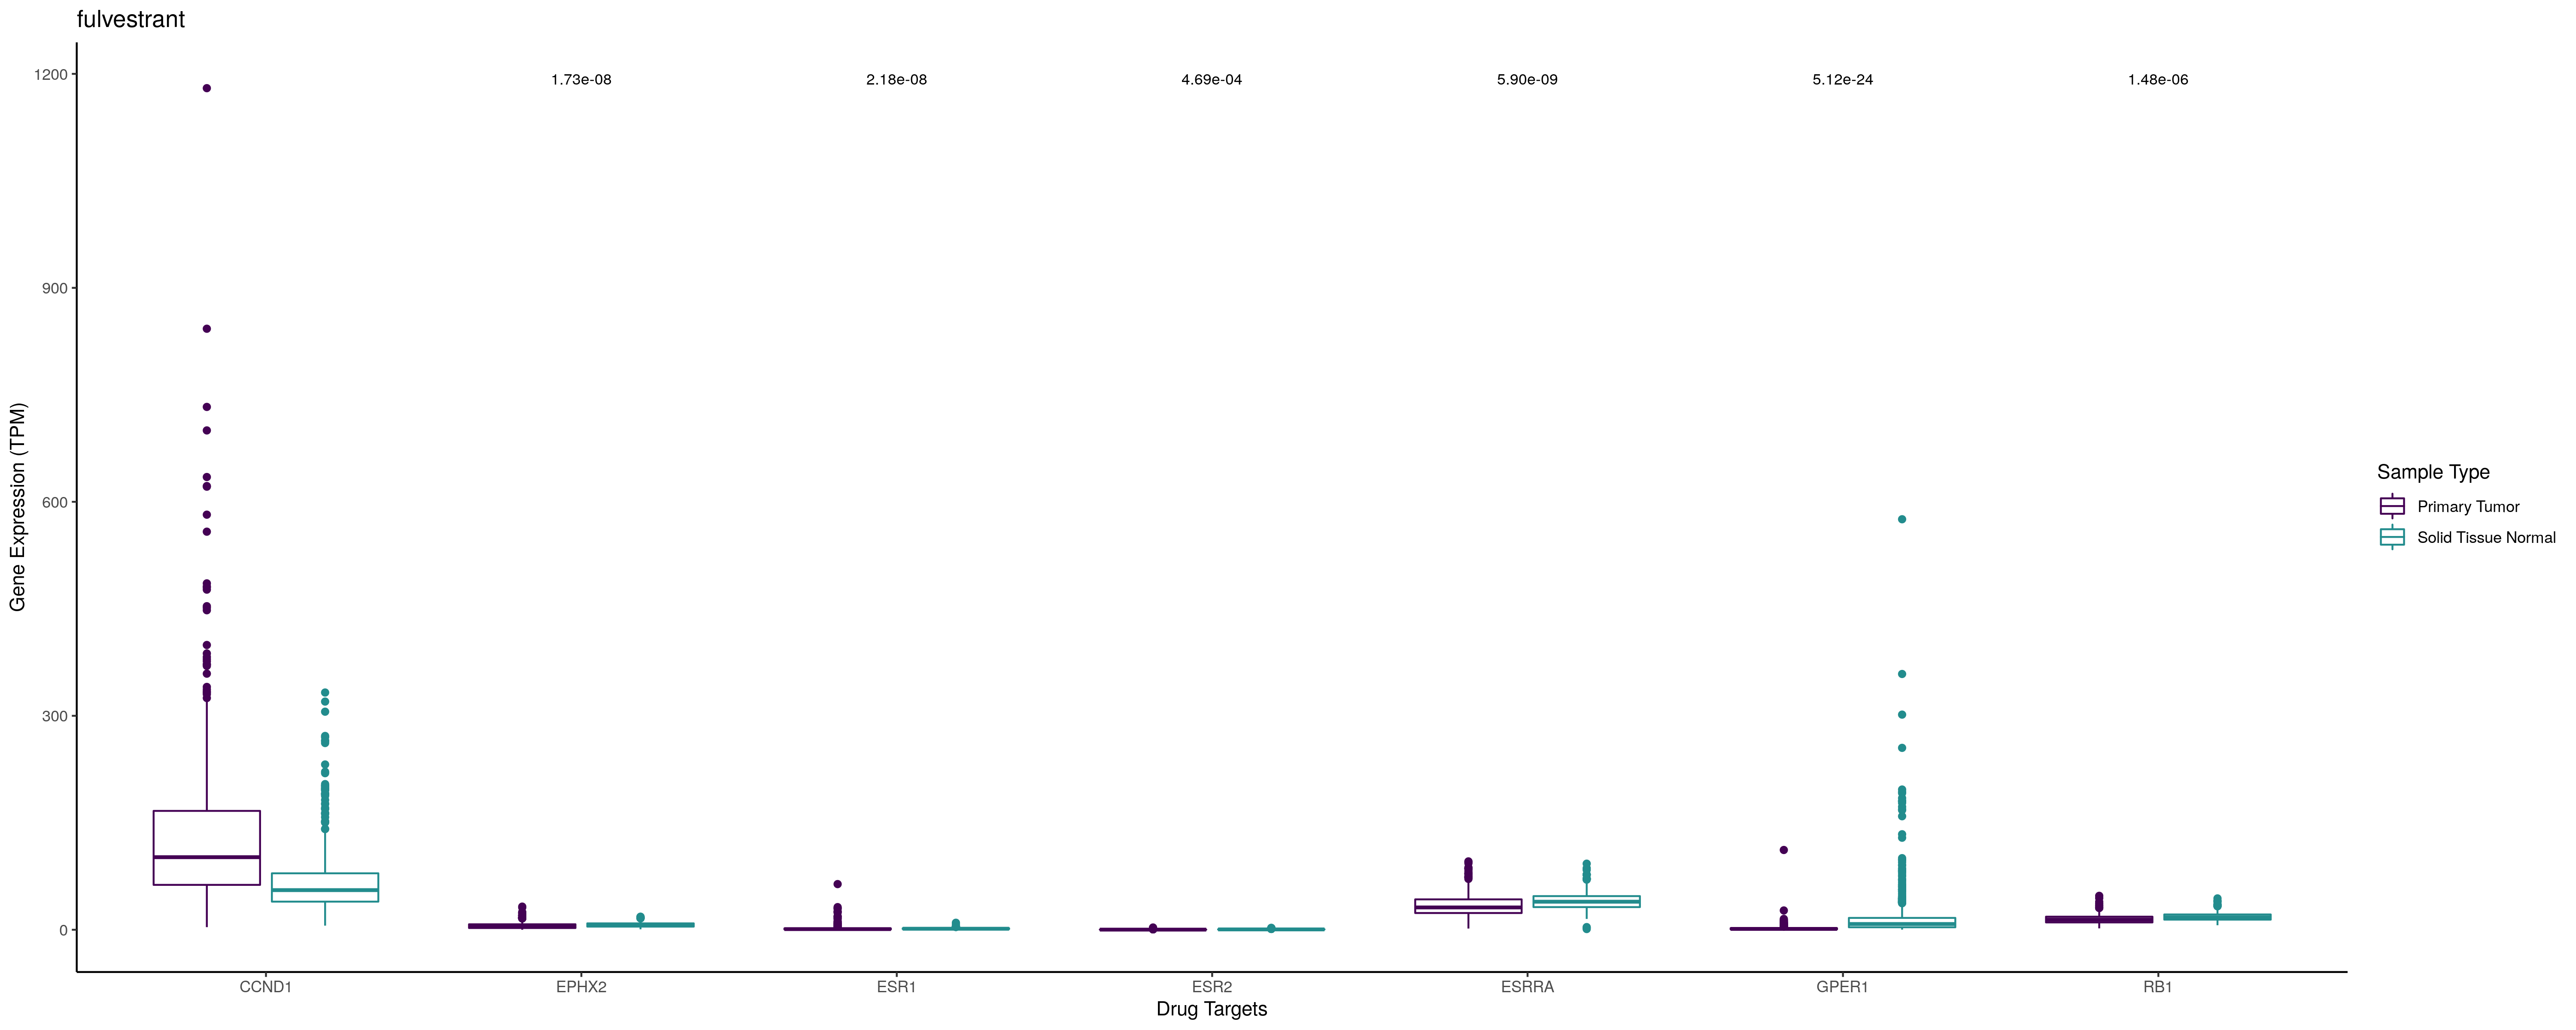 fulvestrant
1200
900
600
300
0
Gene Expression (TPM)
1.73e-08
2.18e-08
4.69e-04
5.90e-09
5.12e-24
1.48e-06
CCND1
EPHX2
ESR1
ESR2
ESRRA
GPER1
RB1
Drug Targets
Sample Type
Primary Tumor
Solid Tissue Normal